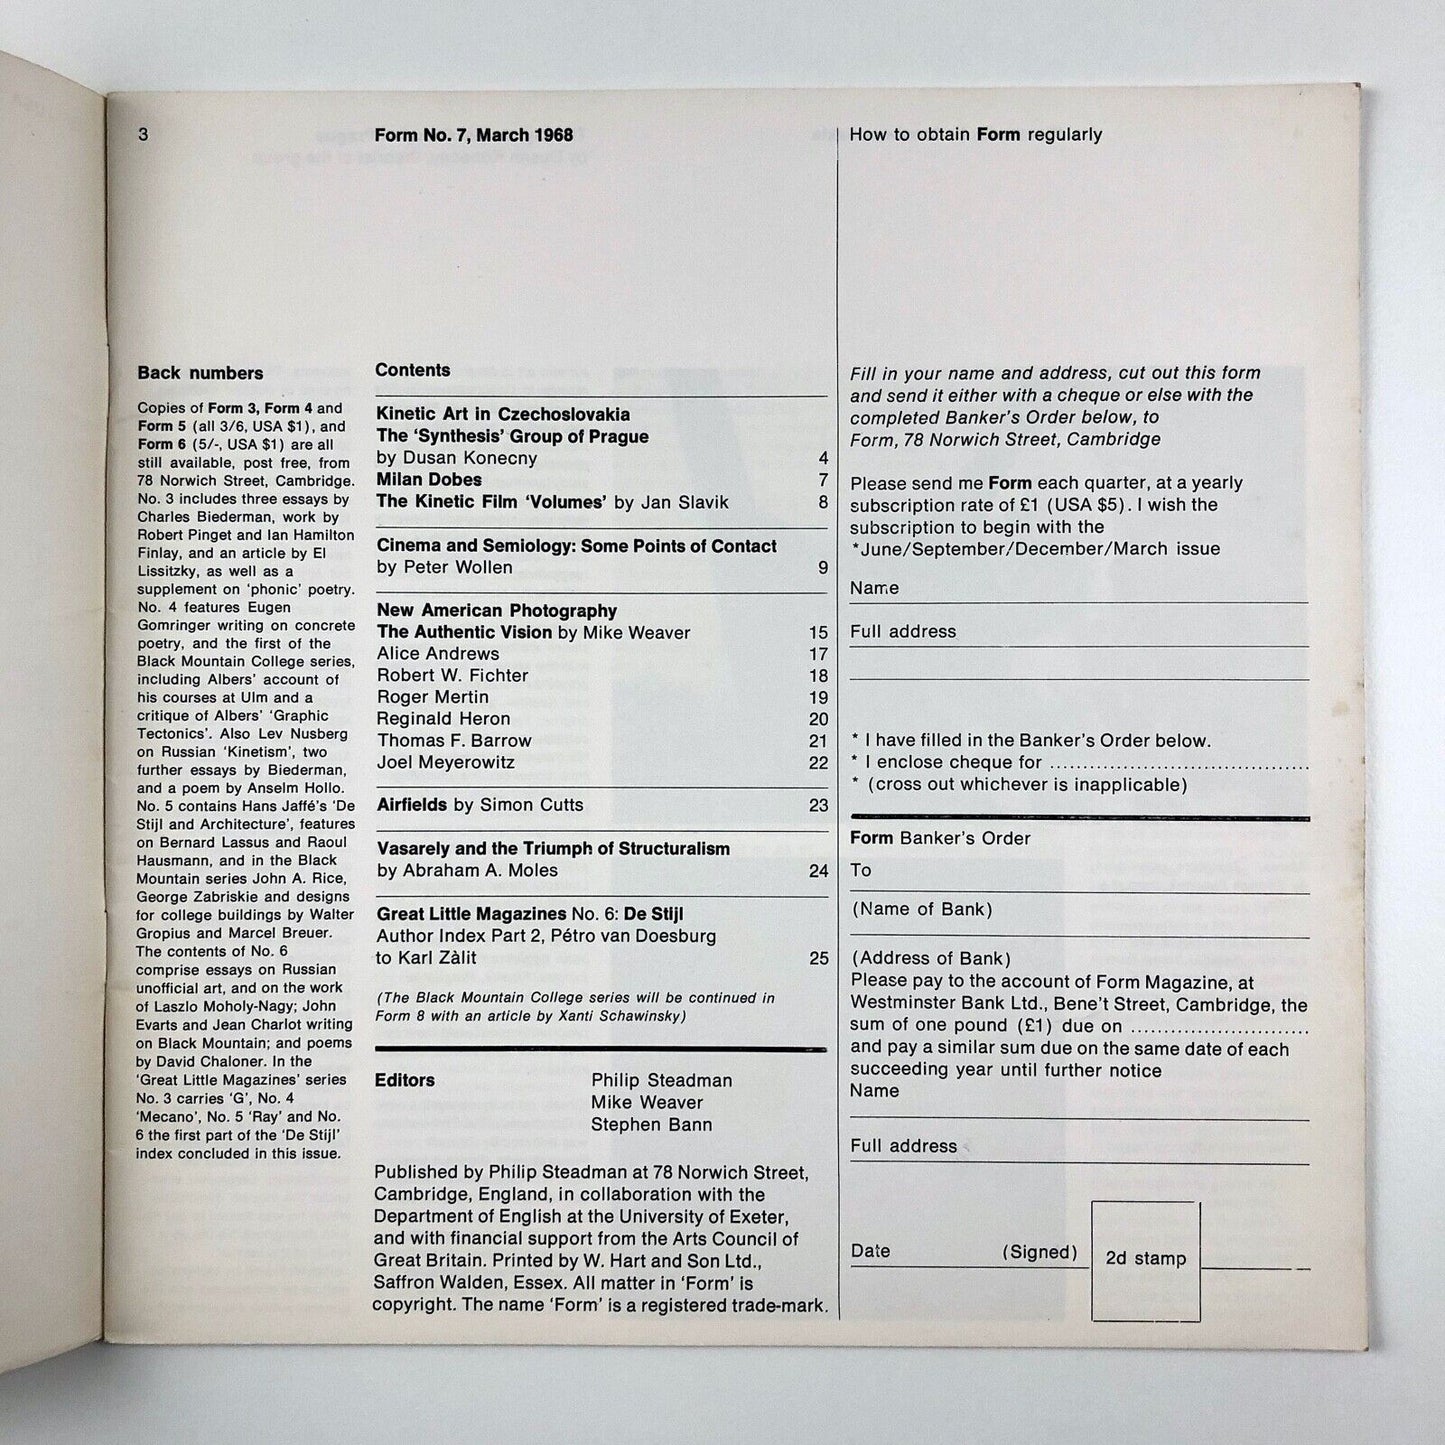 3
Form No. 7, March 1968
How to obtain Form regularly
Back numbers
Copies of Form 3, Form 4 and
Form 5 (all 3/6, USA $1), and
Form 6 (5/-, USA $1) are all
still available, post free, from
78 Norwich Street, Cambridge.
No. 3 includes three essays by
Charles Biederman, work by
Robert Pinget and Ian Hamilton
Finlay, and an article by El
Lissitzky, as well as a
supplement on ‘phonic’ poetry.
No. 4 features Eugen
Gomringer writing on concrete
poetry, and the first of the
Black Mountain College series,
including Albers’ account of
his courses at Ulm and a
critique of Albers’ ‘Graphic
Tectonics’. Also Lev Nusberg
on Russian ‘Kinetism’, two
further essays by Biederman,
and a poem by Anselm Hollo.
No. 5 contains Hans Jaffé’s ‘De
Stijl and Architecture’, features
on Bernard Lassus and Raoul
Hausmann, and in the Black
Mountain series John A. Rice,
George Zabriskie and designs
for college buildings by Walter
Gropius and Marcel Breuer.
The contents of No. 6
comprise essays on Russian
unofficial art, and on the work
of Laszlo Moholy-Nagy; John
Evarts and Jean Charlot writing
on Black Mountain; and poems
by David Chaloner. In the
‘Great Little Magazines’ series
No. 3 carries ‘G’, No. 4
‘Mecano’, No. 5 ‘Ray’ and No.
6 the first part of the ‘De Stijl’
index concluded in this issue.
Contents
Kinetic Art in Czechoslovakia
The ‘Synthesis’ Group of Prague
by Dusan Konecny 4
Milan Dobes 7
The Kinetic Film ‘Volumes’ by Jan Slavik 8
Cinema and Semiology: Some Points of Contact
by Peter Wollen 9
New American Photography
The Authentic Vision by Mike Weaver 15
Alice Andrews 17
Robert W. Fichter 18
Roger Mertin 19
Reginald Heron 20
Thomas F. Barrow 21
Joel Meyerowitz 22
Airfields by Simon Cutts 23
Vasarely and the Triumph of Structuralism
by Abraham A. Moles 24
Great Little Magazines No. 6: De Stijl
Author Index Part 2, Pétro van Doesburg
to Karl Zàlit 25
(The Black Mountain College series will be continued in
Form 8 with an article by Xanti Schawinsky)
Editors Philip Steadman
Mike Weaver
Stephen Bann
Published by Philip Steadman at 78 Norwich Street,
Cambridge, England, in collaboration with the
Department of English at the University of Exeter,
and with financial support from the Arts Council of
Great Britain. Printed by W. Hart and Son Ltd.,
Saffron Walden, Essex. All matter in ‘Form’ is
copyright. The name ‘Form’ is a registered trade-mark.
Fill in your name and address, cut out this form
and send it either with a cheque or else with the
completed Banker’s Order below, to
Form, 78 Norwich Street, Cambridge
Please send me Form each quarter, at a yearly
subscription rate of £1 (USA $5). I wish the
subscription to begin with the
*June/September/December/March issue
Name
Full address
* I have filled in the Banker’s Order below.
* I enclose cheque for .......................................
* (cross out whichever is inapplicable)
Form Banker’s Order
To
(Name of Bank)
(Address of Bank)
Please pay to the account of Form Magazine, at
Westminster Bank Ltd., Bene’t Street, Cambridge, the
sum of one pound (£1) due on ...........................
and pay a similar sum due on the same date of each
succeeding year until further notice
Name
Full address
Date (Signed) 2d stamp